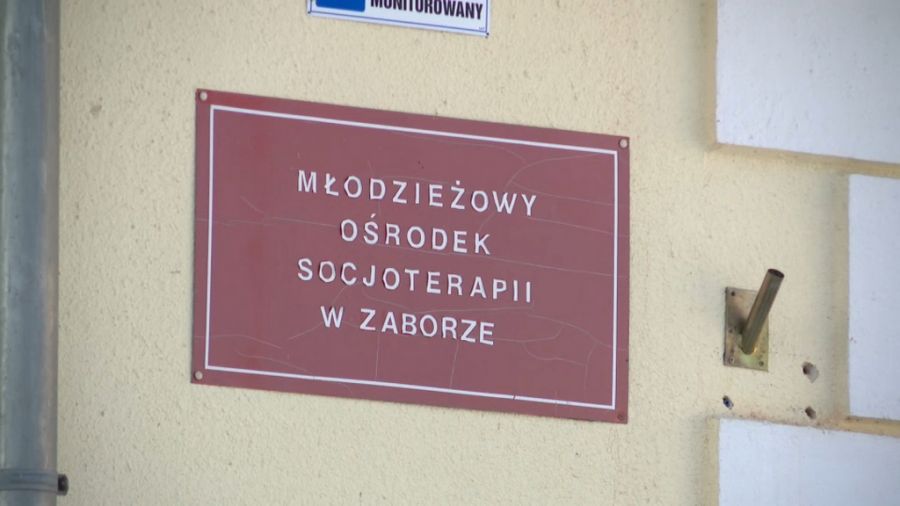 MONITOROWANY
MŁODZIEŻOWY
OŚRODEK
SOCJOTERAPII
W ZABORZE